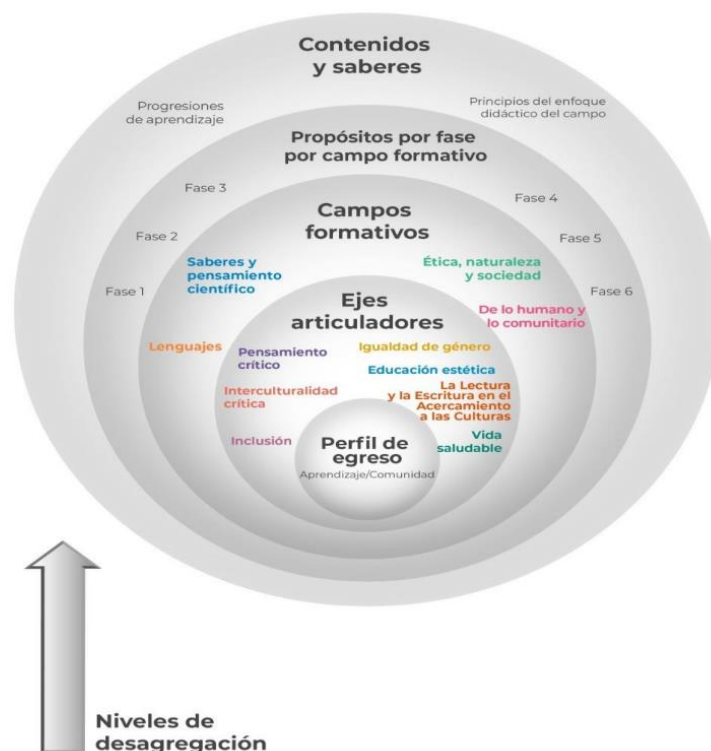 Contenidos
y saberes
Progresiones
de aprendizaje
Principios del enfoque
didáctico del campo
Propósitos por fase
por campo formativo
Fase 3
Fase 4
Fase 2
Fase 5
Fase 1
Fase 6
Campos
formativos
Saberes y
pensamiento
científico
Ética, naturaleza
y sociedad
De lo humano y
lo comunitario
Lenguajes
Ejes
articuladores
Pensamiento
crítico
Igualdad de género
Educación estética
Interculturalidad
crítica
La Lectura
y la Escritura en el
Acercamiento
a las Culturas
Inclusión
Vida
saludable
Perfil de
egreso
Aprendizaje/Comunidad
Niveles de
desagregación